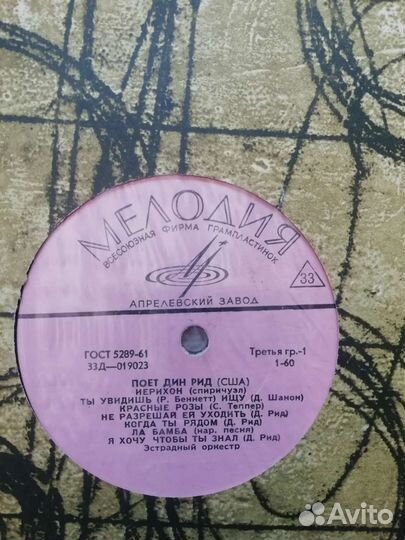 МЕЛОДИЯ
ВСЕСОЮЗНАЯ ФИРМА ГРАМПЛАСТИНОК
33
АПРЕЛЕВСКИЙ ЗАВОД
ГОСТ 5289-61
33Д—019023
Третья гр.-1
1-60
ПОЕТ ДИН РИД (США)
ИЕРИХОН (спиричуэл)
ТЫ УВИДИШЬ (Р. Беннетт) ИЩУ (Д. Шанон)
КРАСНЫЕ РОЗЫ (С. Теппер)
НЕ РАЗРЕШАЙ ЕЙ УХОДИТЬ (Д. Рид)
КОГДА ТЫ РЯДОМ (Д. Рид)
ЛА БАМБА (нар. песня)
Я ХОЧУ ЧТОБЫ ТЫ ЗНАЛ (Д. Рид)
Эстрадный оркестр
Avito